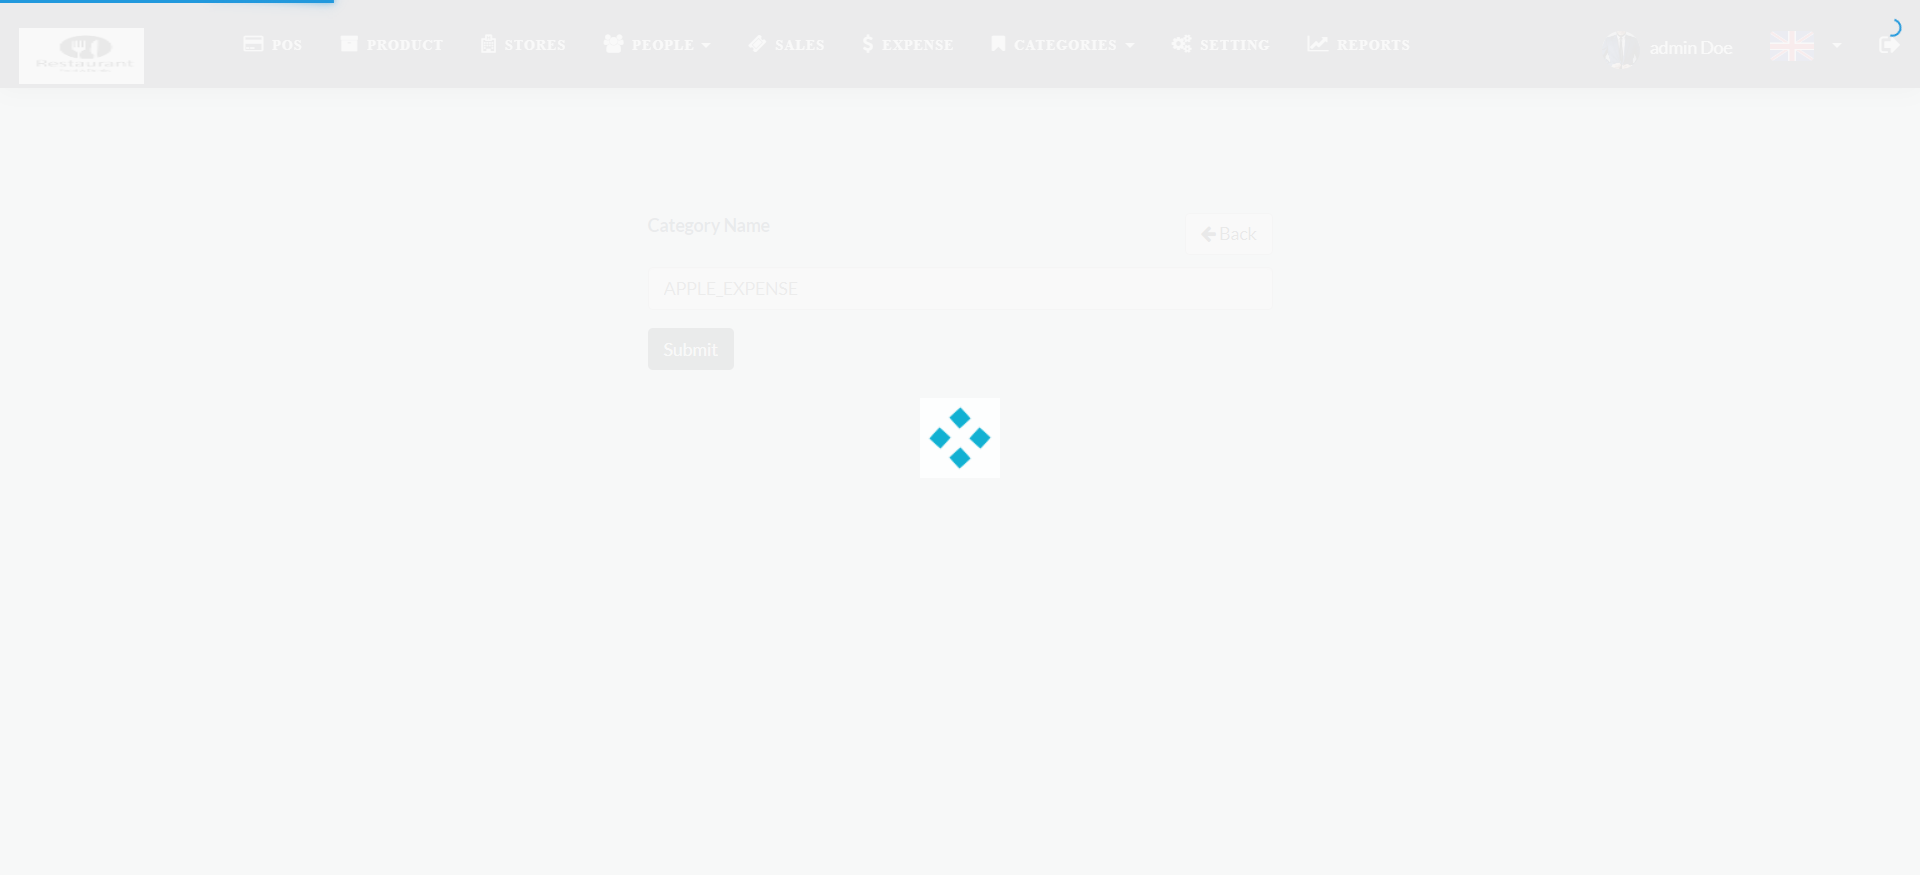 Restaurant
POS
PRODUCT
STORES
PEOPLE
SALES
EXPENSE
CATEGORIES
SETTING
REPORTS
admin Doe
Category Name
Back
APPLE_EXPENSE
Submit